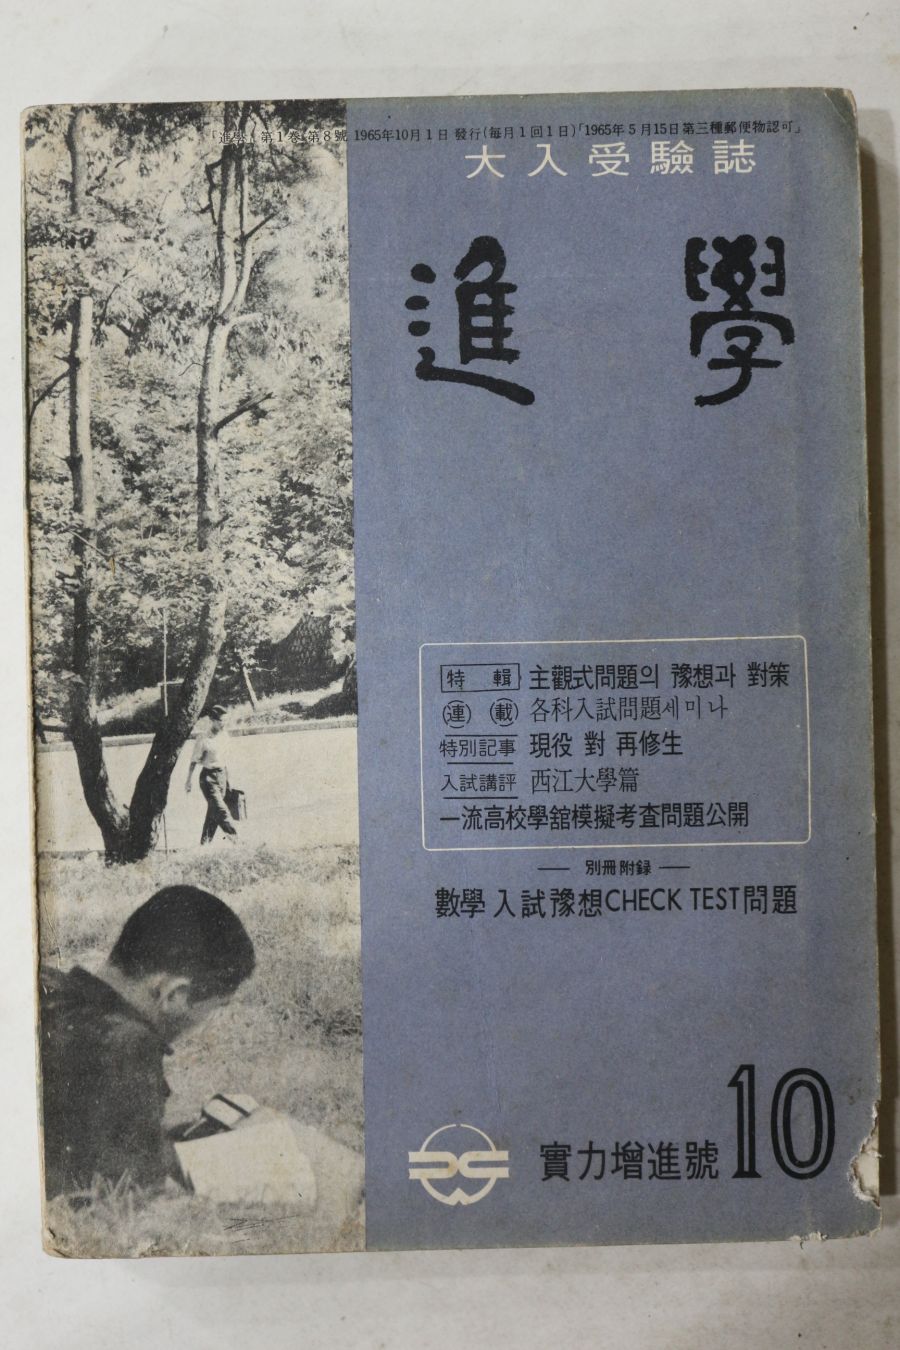 「進學」第1巻 第8號 1965年10月1日 發行(每月1回1日)「1965年5月15日第三種郵便物認可」
大入受驗誌
進學
特輯 主觀式問題의 豫想과 對策
連載 各科入試問題세미나
特別記事 現役 對 再修生
入試講評 西江大學篇
一流高校學舘模擬考査問題公開
別冊附録
數學 入試豫想CHECK TEST問題
實力增進號 10